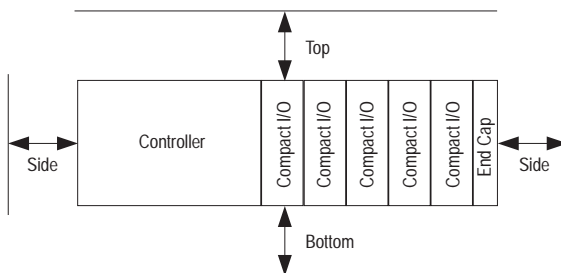 Top
Controller
Compact I/O
Compact I/O
Compact I/O
Compact I/O
Compact I/O
End Cap
Side
Side
Bottom